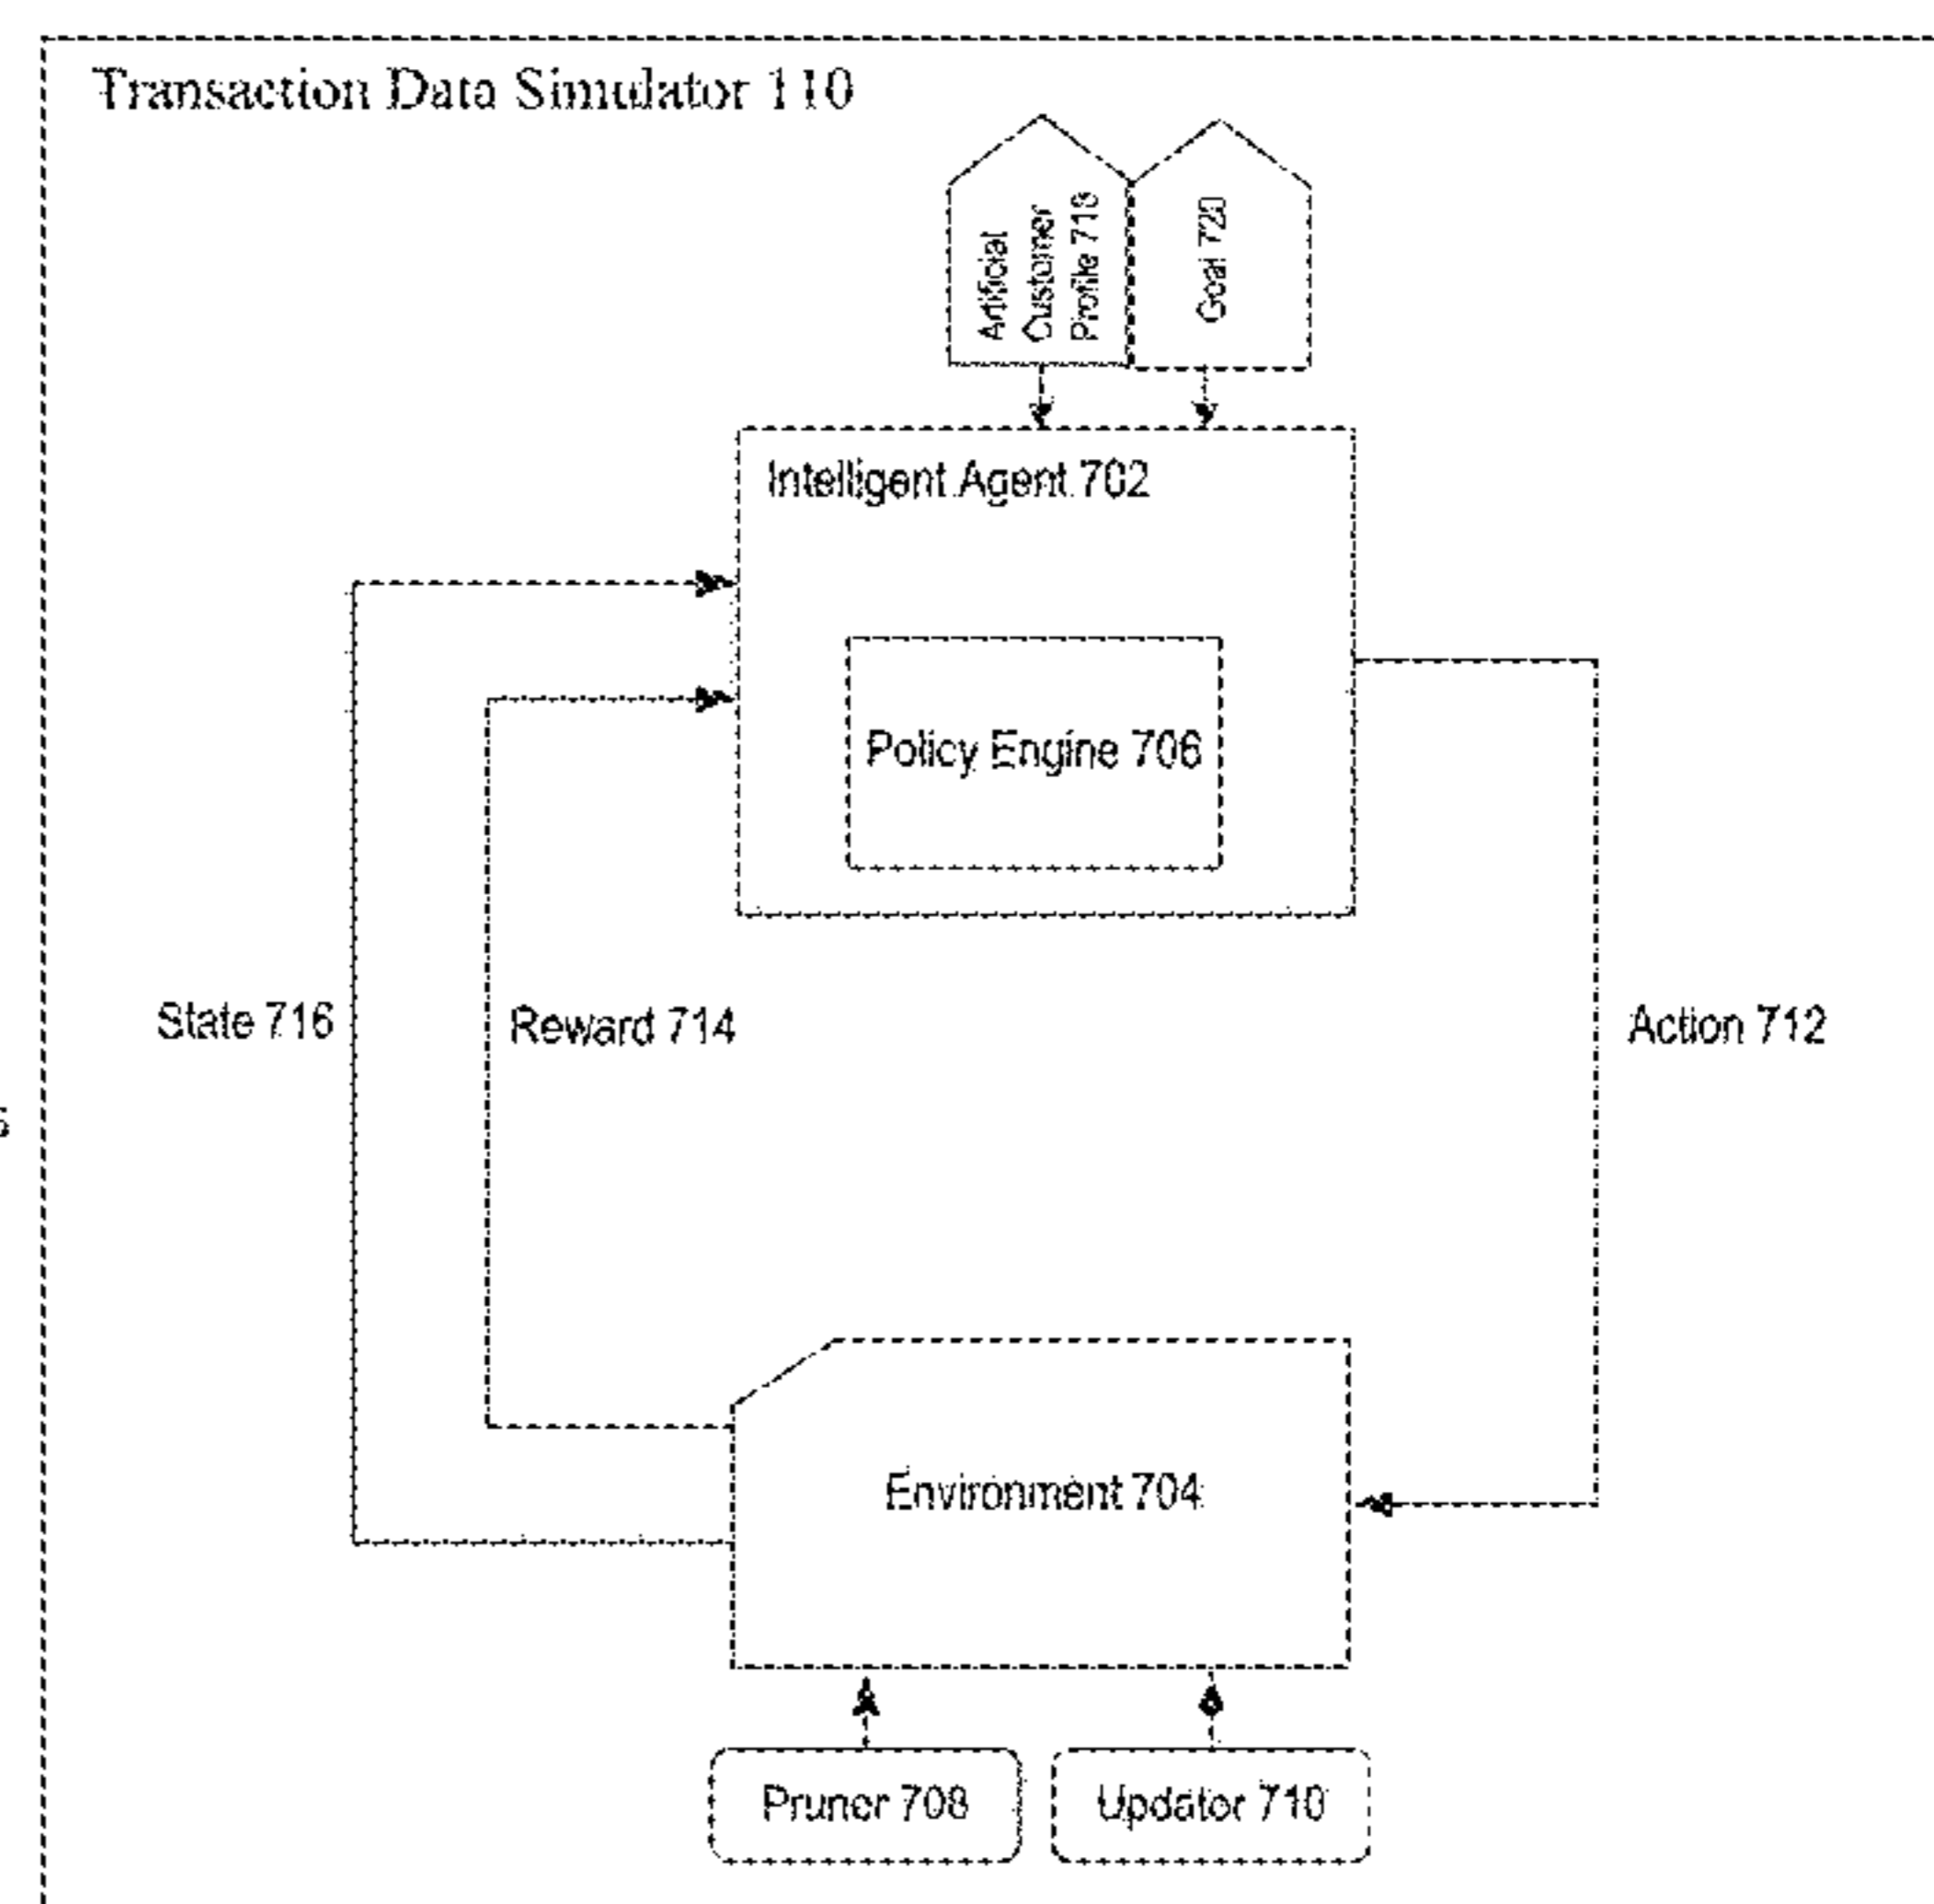 Transaction Data Simulator 110
Artificial
Customer
Profile 718
Goal 720
Intelligent Agent 702
Policy Engine 706
State 716
Reward 714
Action 712
Environment 704
Pruner 708
Updator 710